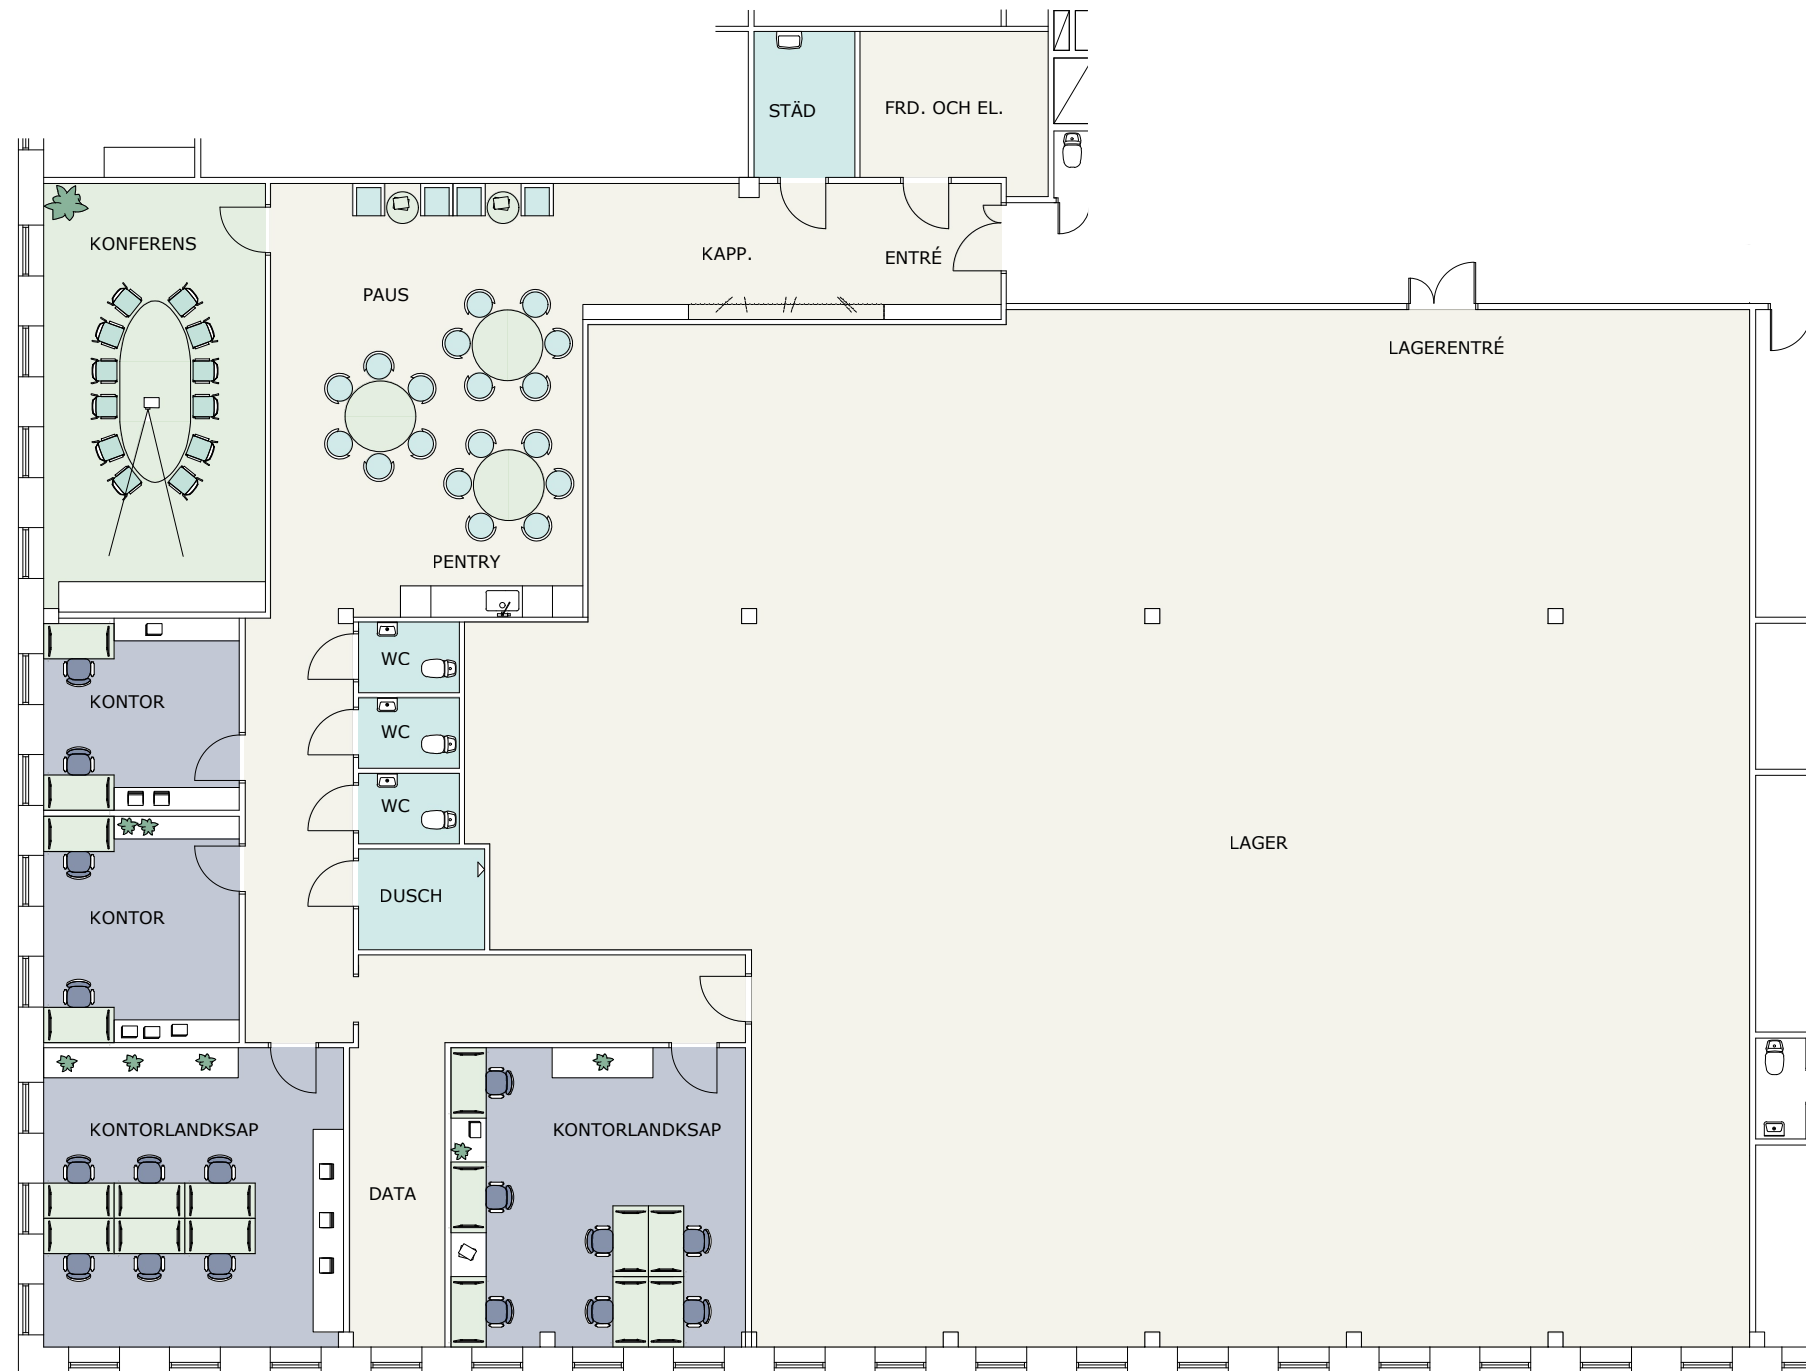 STÄD
FRD. OCH EL.
KONFERENS
KAPP.
ENTRÉ
PAUS
LAGERENTRÉ
PENTRY
WC
KONTOR
WC
WC
LAGER
DUSCH
KONTOR
KONTORLANDKSAP
KONTORLANDKSAP
DATA